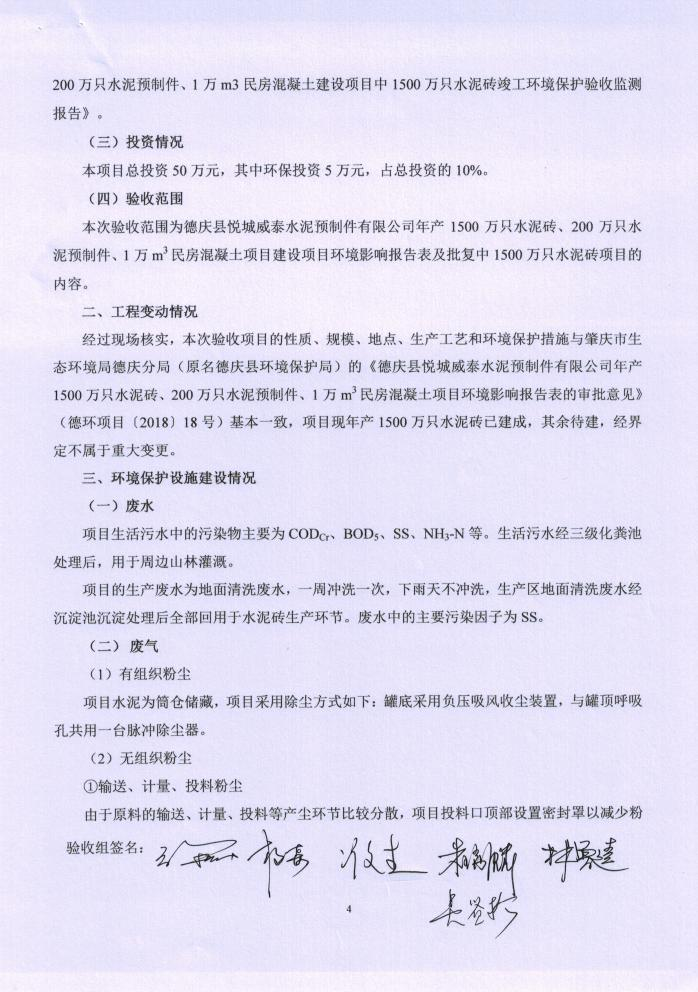 200 万只水泥预制件、1 万 m3 民房混凝土建设项目中 1500 万只水泥砖竣工环境保护验收监测
报告》。
（三）投资情况
本项目总投资 50 万元，其中环保投资 5 万元，占总投资的 10%。
（四）验收范围
本次验收范围为德庆县悦城威泰水泥预制件有限公司年产 1500 万只水泥砖、200 万只水
泥预制件、1 万 m³ 民房混凝土项目建设项目环境影响报告表及批复中 1500 万只水泥砖项目的
内容。
二、工程变动情况
经过现场核实，本次验收项目的性质、规模、地点、生产工艺和环境保护措施与肇庆市生
态环境局德庆分局（原名德庆县环境保护局）的《德庆县悦城威泰水泥预制件有限公司年产
1500 万只水泥砖、200 万只水泥预制件、1 万 m³ 民房混凝土项目环境影响报告表的审批意见》
（德环项目〔2018〕18 号）基本一致，项目现年产 1500 万只水泥砖已建成，其余待建，经界
定不属于重大变更。
三、环境保护设施建设情况
（一）废水
项目生活污水中的污染物主要为 CODCr、BOD₅、SS、NH₃-N 等。生活污水经三级化粪池
处理后，用于周边山林灌溉。
项目的生产废水为地面清洗废水，一周冲洗一次，下雨天不冲洗，生产区地面清洗废水经
沉淀池沉淀处理后全部回用于水泥砖生产环节。废水中的主要污染因子为 SS。
（二） 废气
（1）有组织粉尘
项目水泥为筒仓储藏，项目采用除尘方式如下：罐底采用负压吸风收尘装置，与罐顶呼吸
孔共用一台脉冲除尘器。
（2）无组织粉尘
①输送、计量、投料粉尘
由于原料的输送、计量、投料等产尘环节比较分散，项目投料口顶部设置密封罩以减少粉
验收组签名：
4